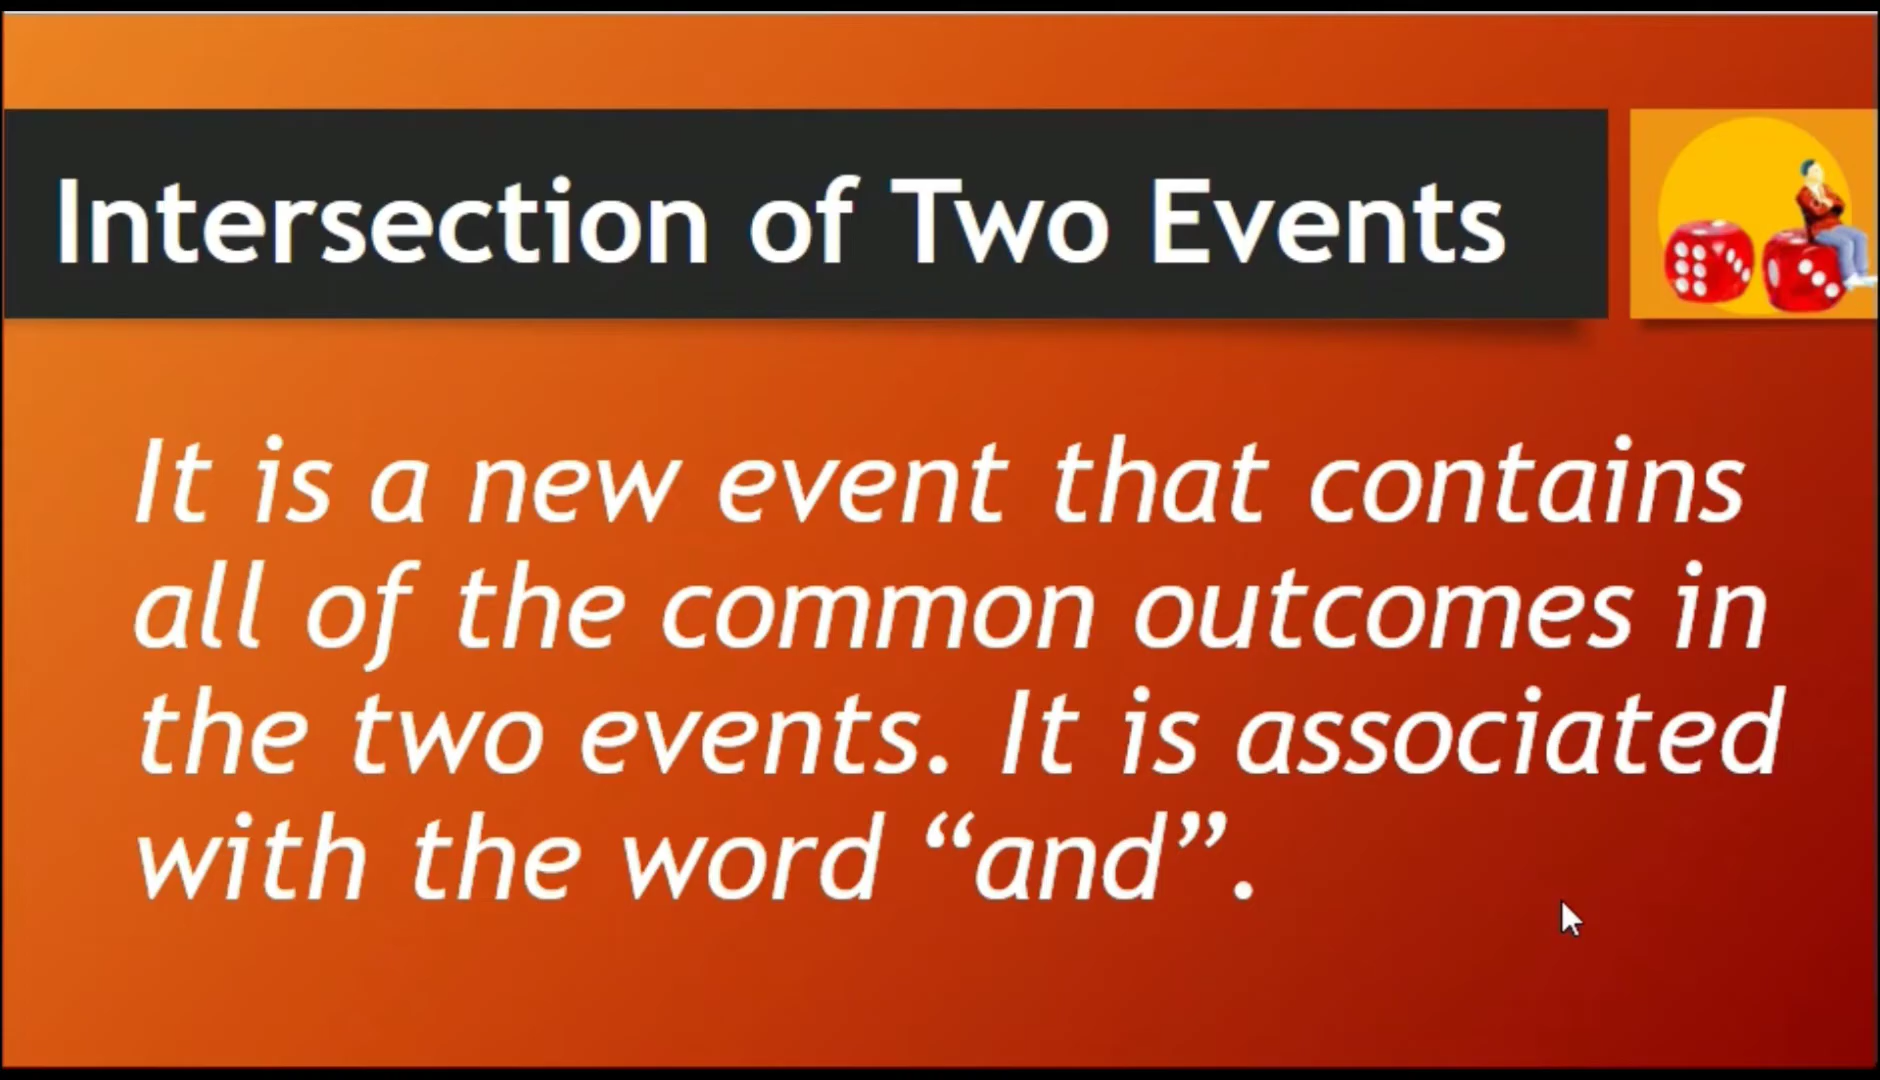 Intersection of Two Events
It is a new event that contains
all of the common outcomes in
the two events. It is associated
with the word “and”.